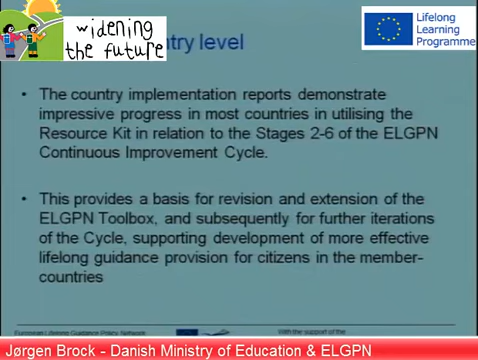 widening
the future
ntry level
Lifelong
Learning
Programme
• The country implementation reports demonstrate
impressive progress in most countries in utilising the
Resource Kit in relation to the Stages 2-6 of the ELGPN
Continuous Improvement Cycle.
• This provides a basis for revision and extension of the
ELGPN Toolbox, and subsequently for further iterations
of the Cycle, supporting development of more effective
lifelong guidance provision for citizens in the member-
countries
European Lifelong Guidance Policy Network
With the support of the
Jørgen Brock - Danish Ministry of Education & ELGPN